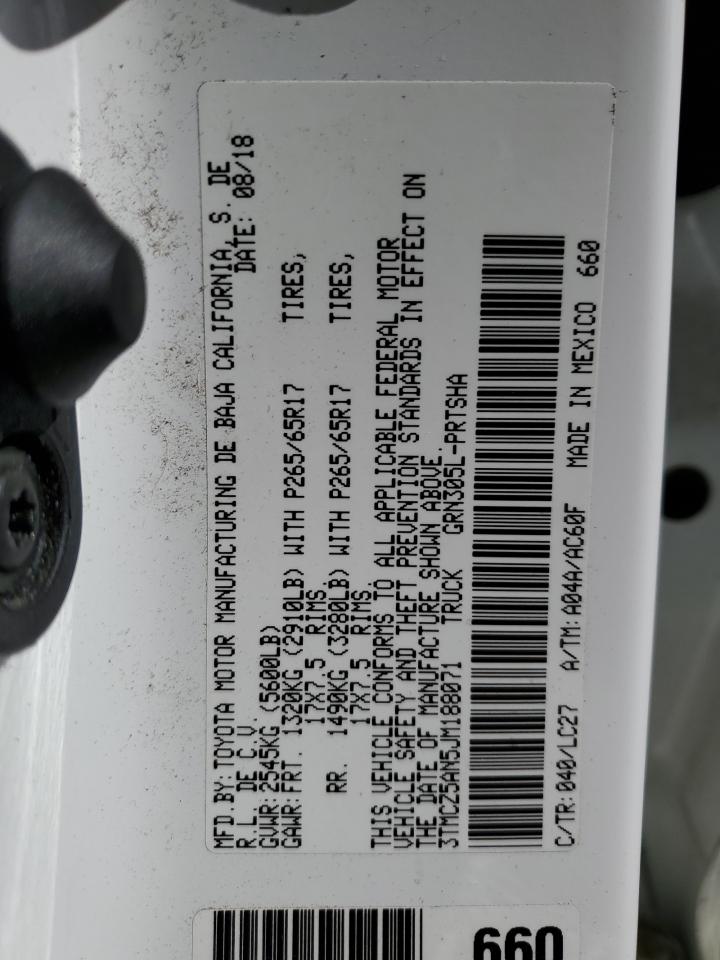 MFD.BY:TOYOTA MOTOR MANUFACTURING DE BAJA CALIFORNIA, S. DE
R.L. DE C.V. DATE: 08/18
GVWR:2545KG (5600LB)
GAWR:FRT. 1320KG (2910LB) WITH P265/65R17 TIRES,
17X7.5 RIMS.
RR. 1490KG (3280LB) WITH P265/65R17 TIRES,
17X7.5 RIMS.
THIS VEHICLE CONFORMS TO ALL APPLICABLE FEDERAL MOTOR
VEHICLE SAFETY AND THEFT PREVENTION STANDARDS IN EFFECT ON
THE DATE OF MANUFACTURE SHOWN ABOVE.
3TMCZ5AN5JM188071 TRUCK GRN305L-PRTSHA
C/TR:040/LC27 A/TM:A04A/AC60F MADE IN MEXICO 660
660